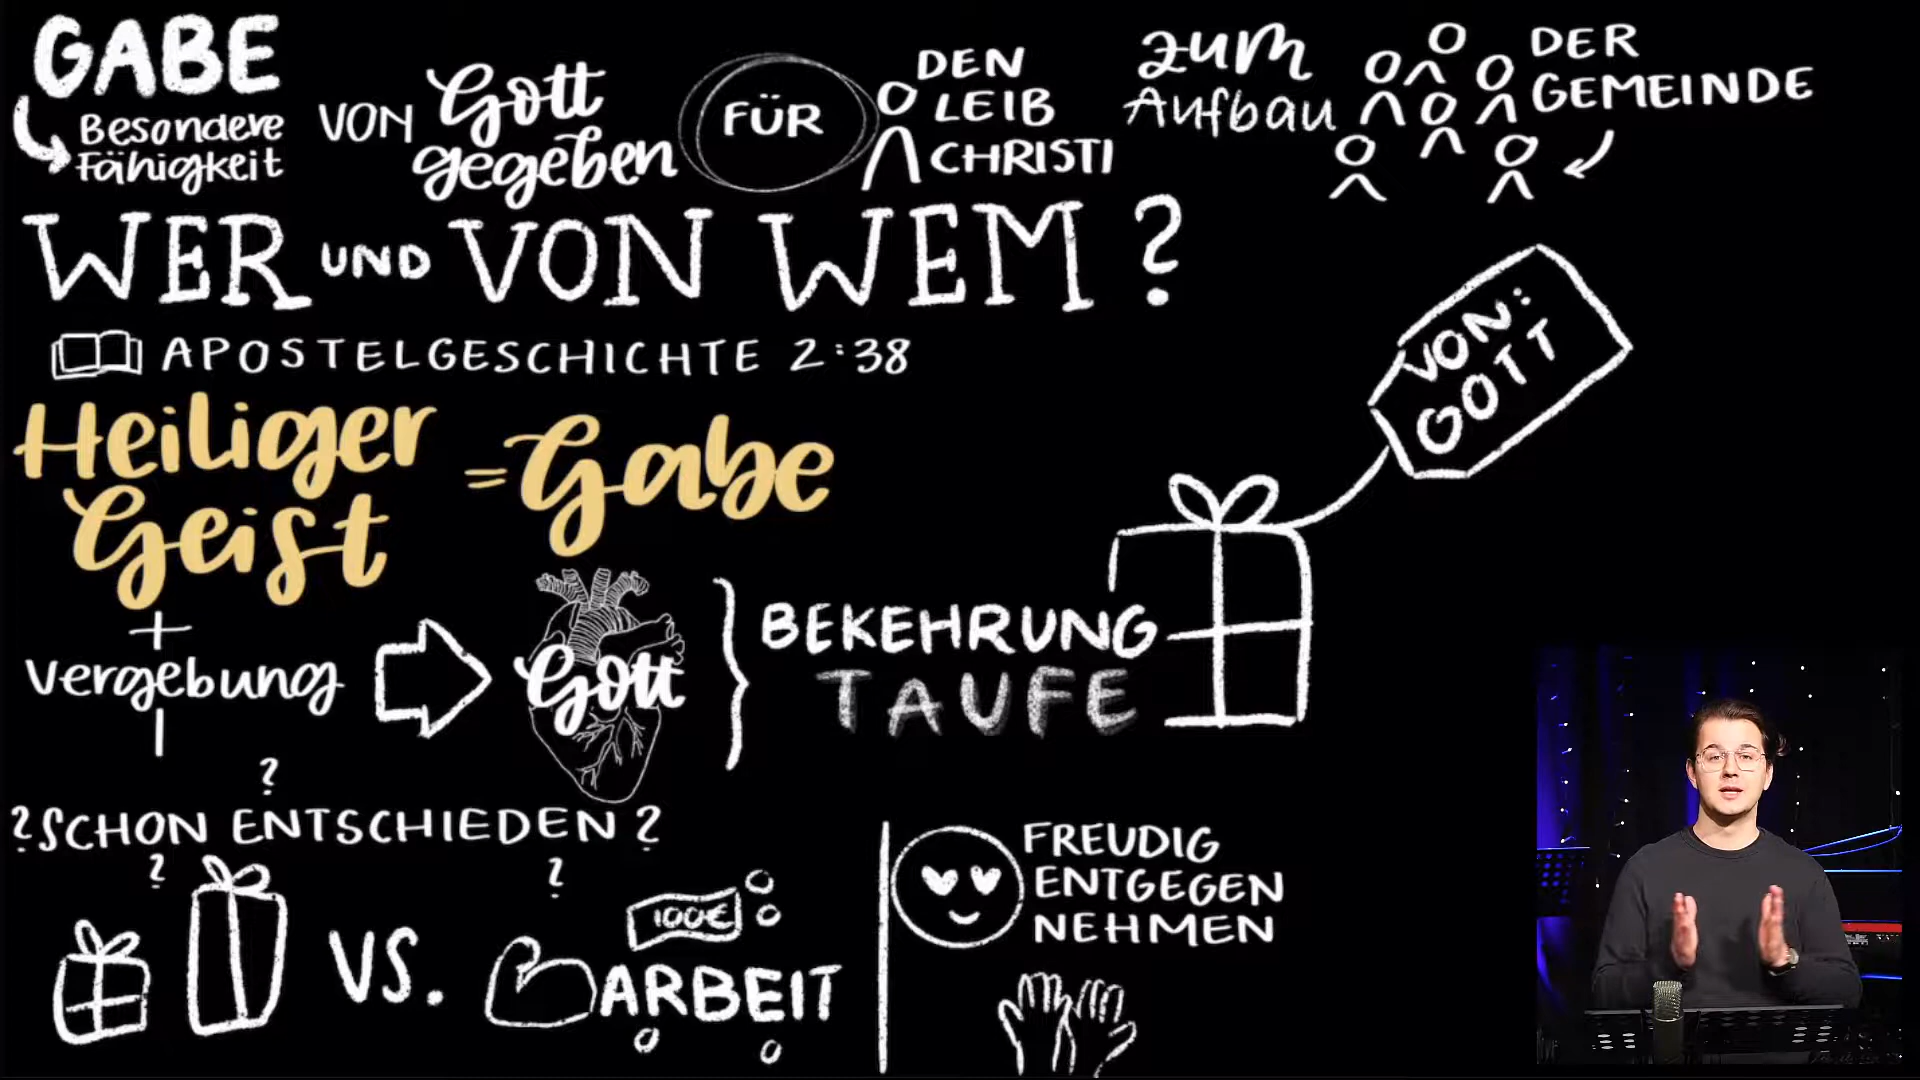 GABE
Besondere
Fähigkeit
VON Gott
gegeben
FÜR
DEN
LEIB
CHRISTI
zum
Aufbau
DER
GEMEINDE
WER UND VON WEM ?
APOSTELGESCHICHTE 2:38
VON:
GOTT
Heiliger
Geist
= Gabe
+
Vergebung
Gott
BEKEHRUNG
TAUFE
?
? SCHON ENTSCHIEDEN ?
? ?
VS.
100€
ARBEIT
FREUDIG
ENTGEGEN
NEHMEN